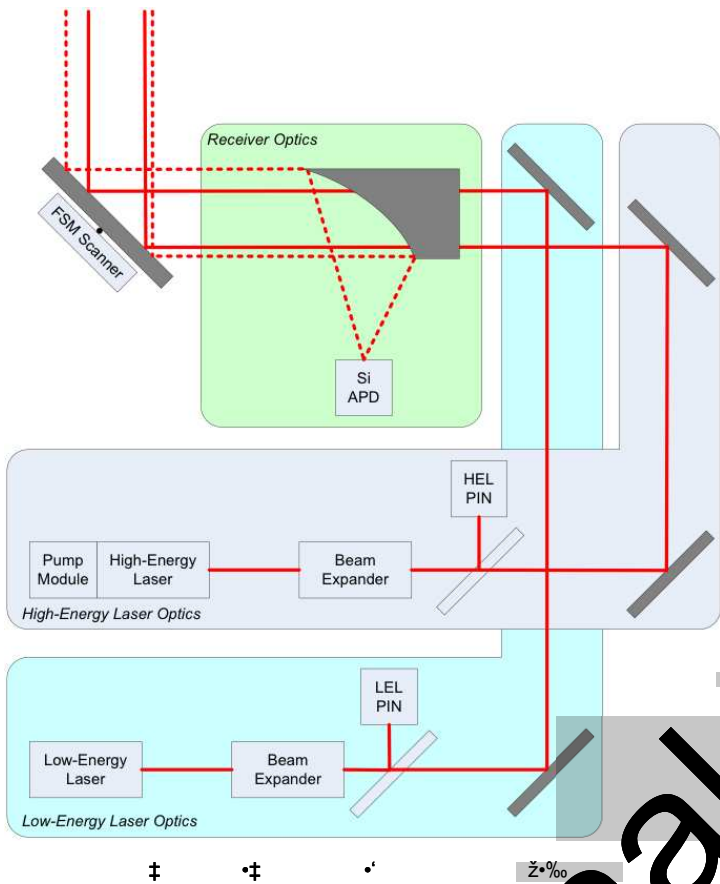 Receiver Optics
FSM Scanner
Si
APD
HEL
PIN
Pump
Module
High-Energy
Laser
Beam
Expander
High-Energy Laser Optics
LEL
PIN
Low-Energy
Laser
Beam
Expander
Low-Energy Laser Optics
‡ •‡ •‘ ž•‰